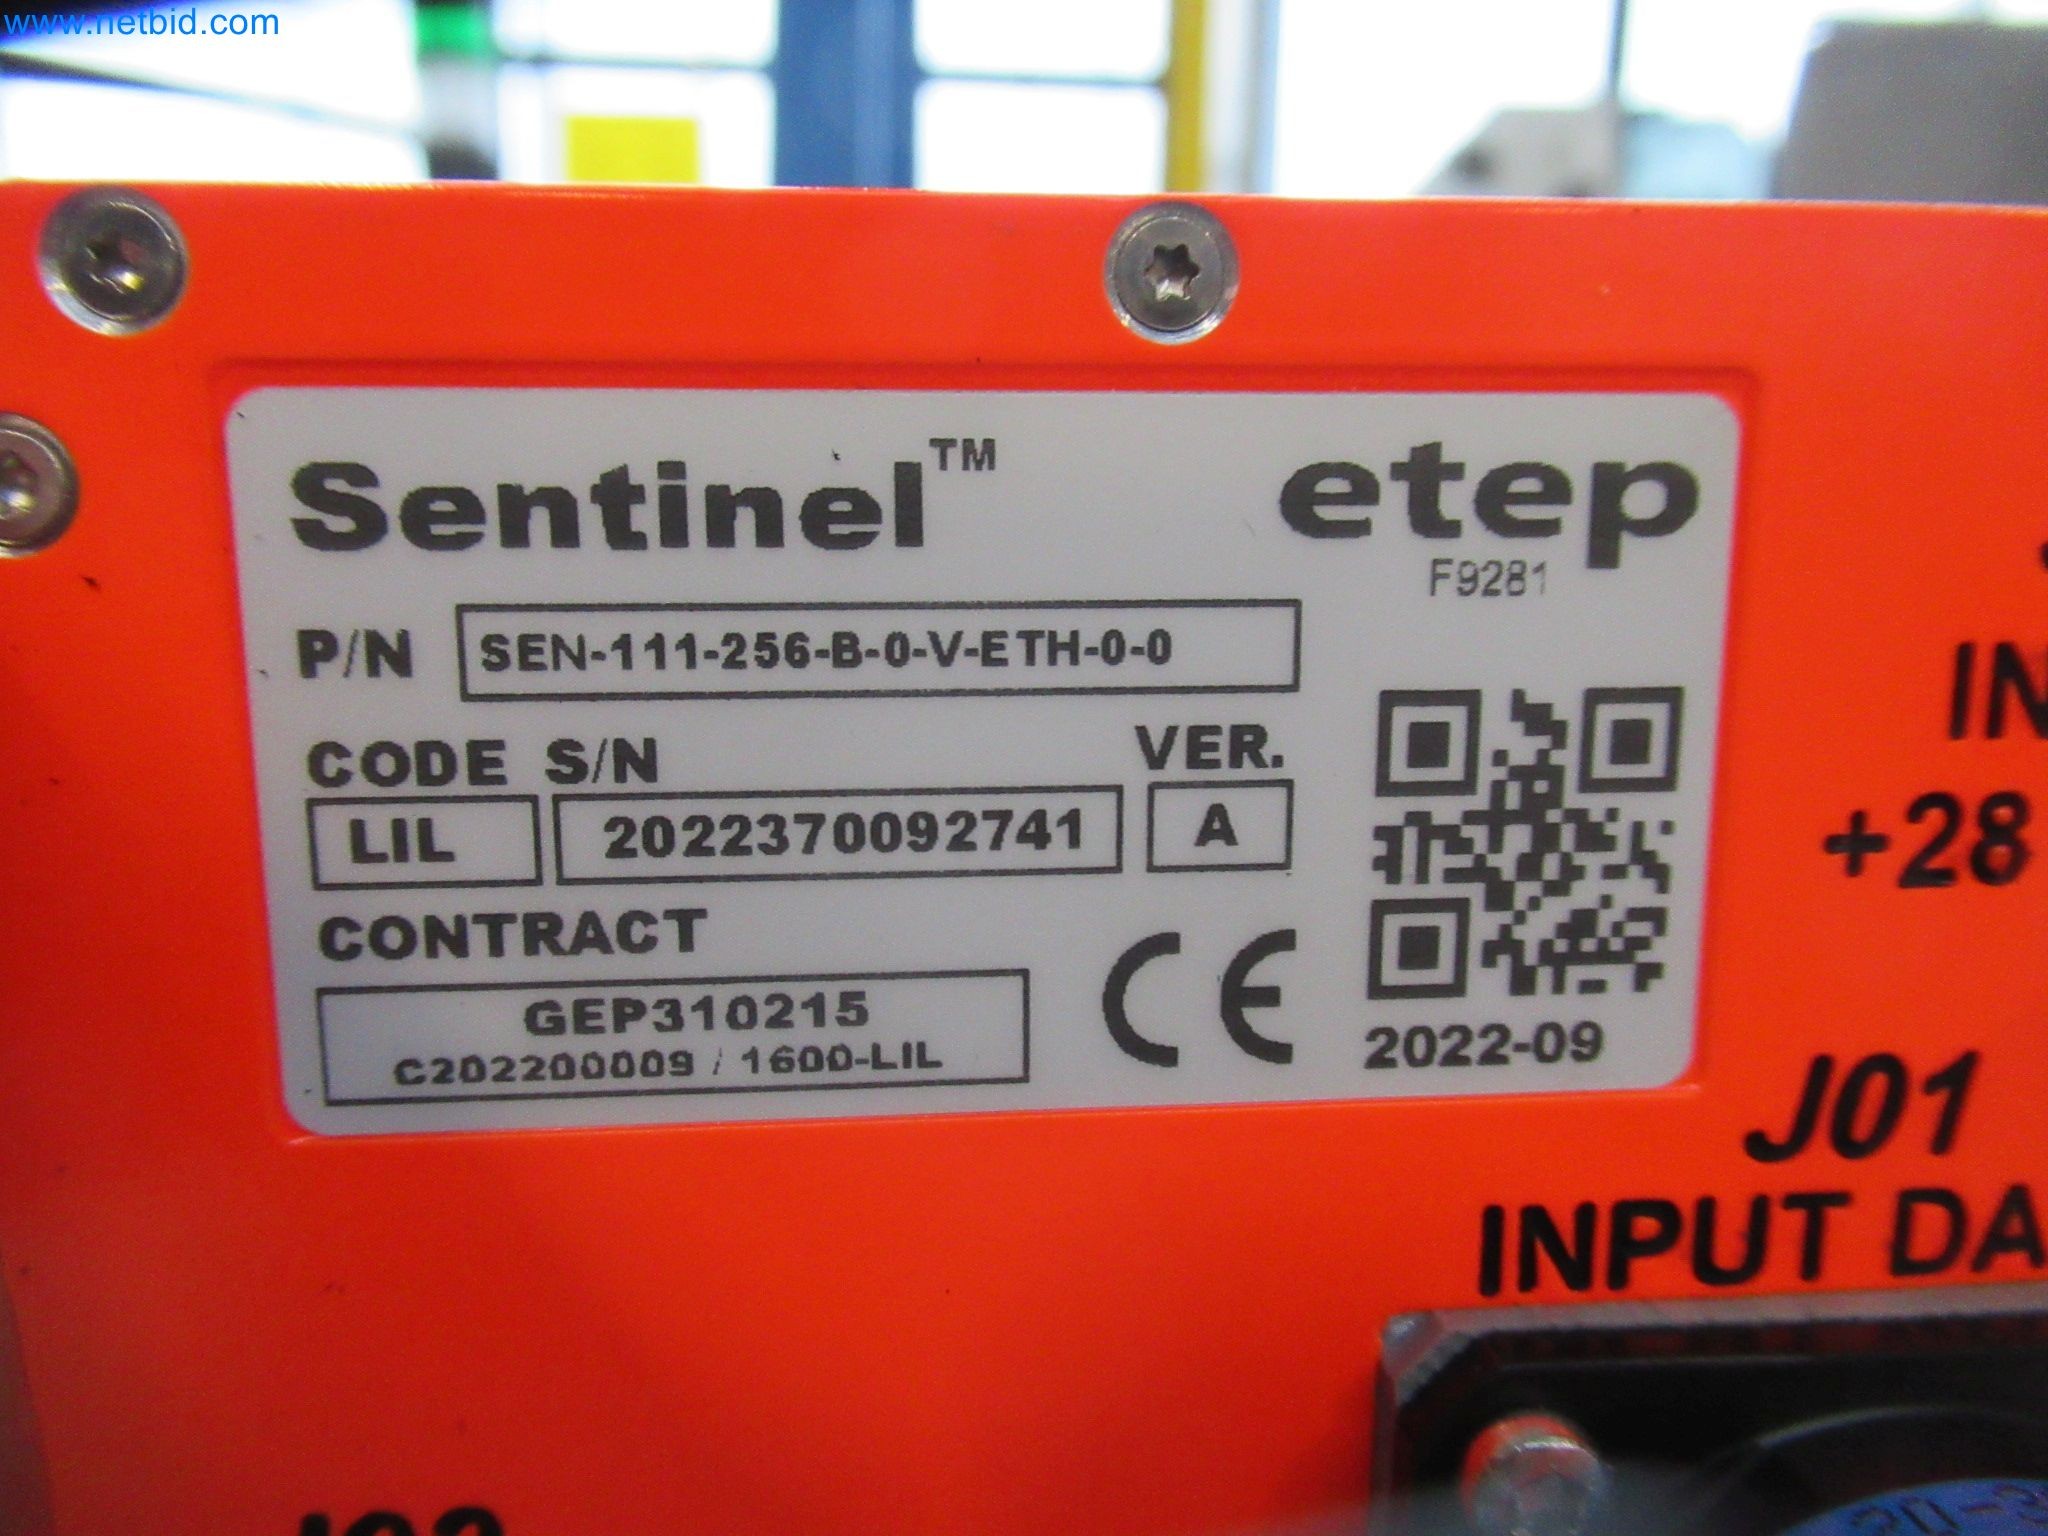 www.netbid.com
Sentinel™
etep
F9281
P/N SEN-111-256-B-0-V-ETH-0-0
CODE S/N VER.
LIL 2022370092741 A
CONTRACT
GEP310215
C202200009 / 1600-LIL
CE
2022-09
+28
J01
INPUT